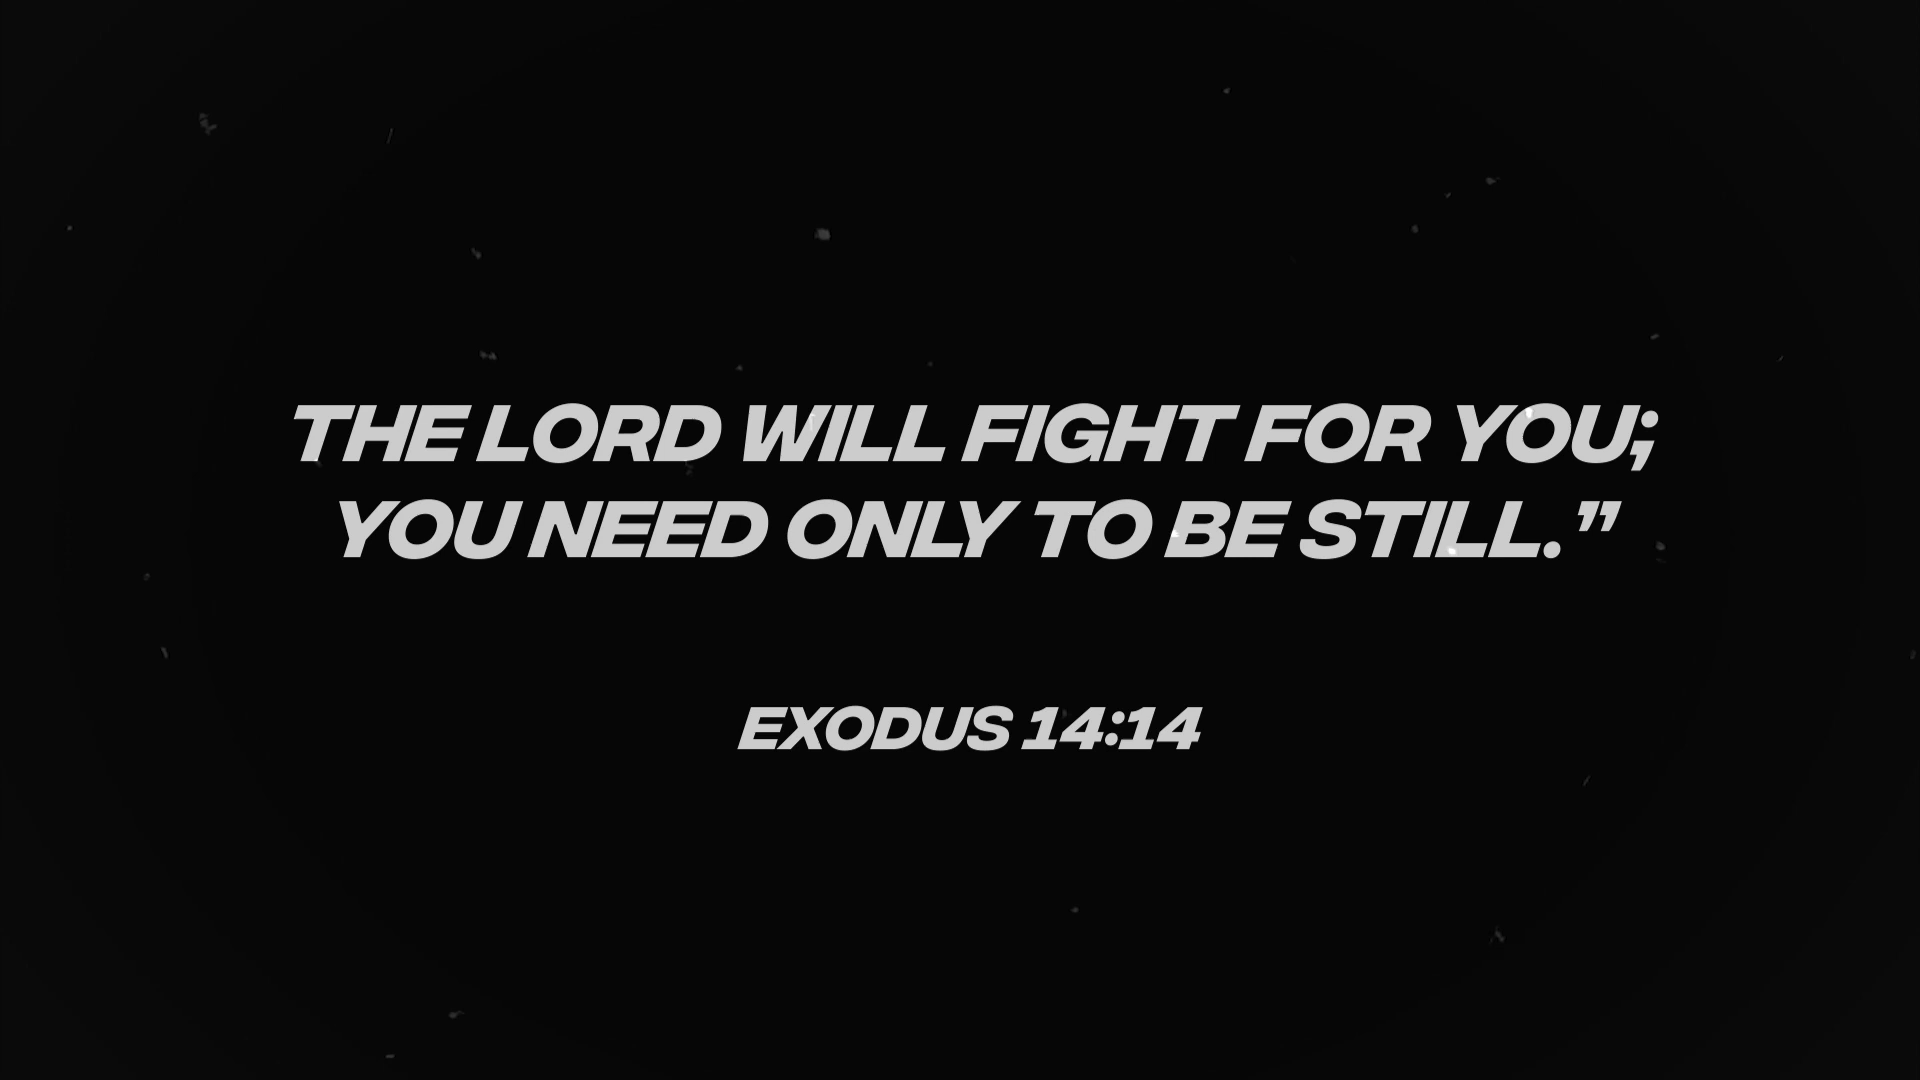 THE LORD WILL FIGHT FOR YOU;
YOU NEED ONLY TO BE STILL.”
EXODUS 14:14